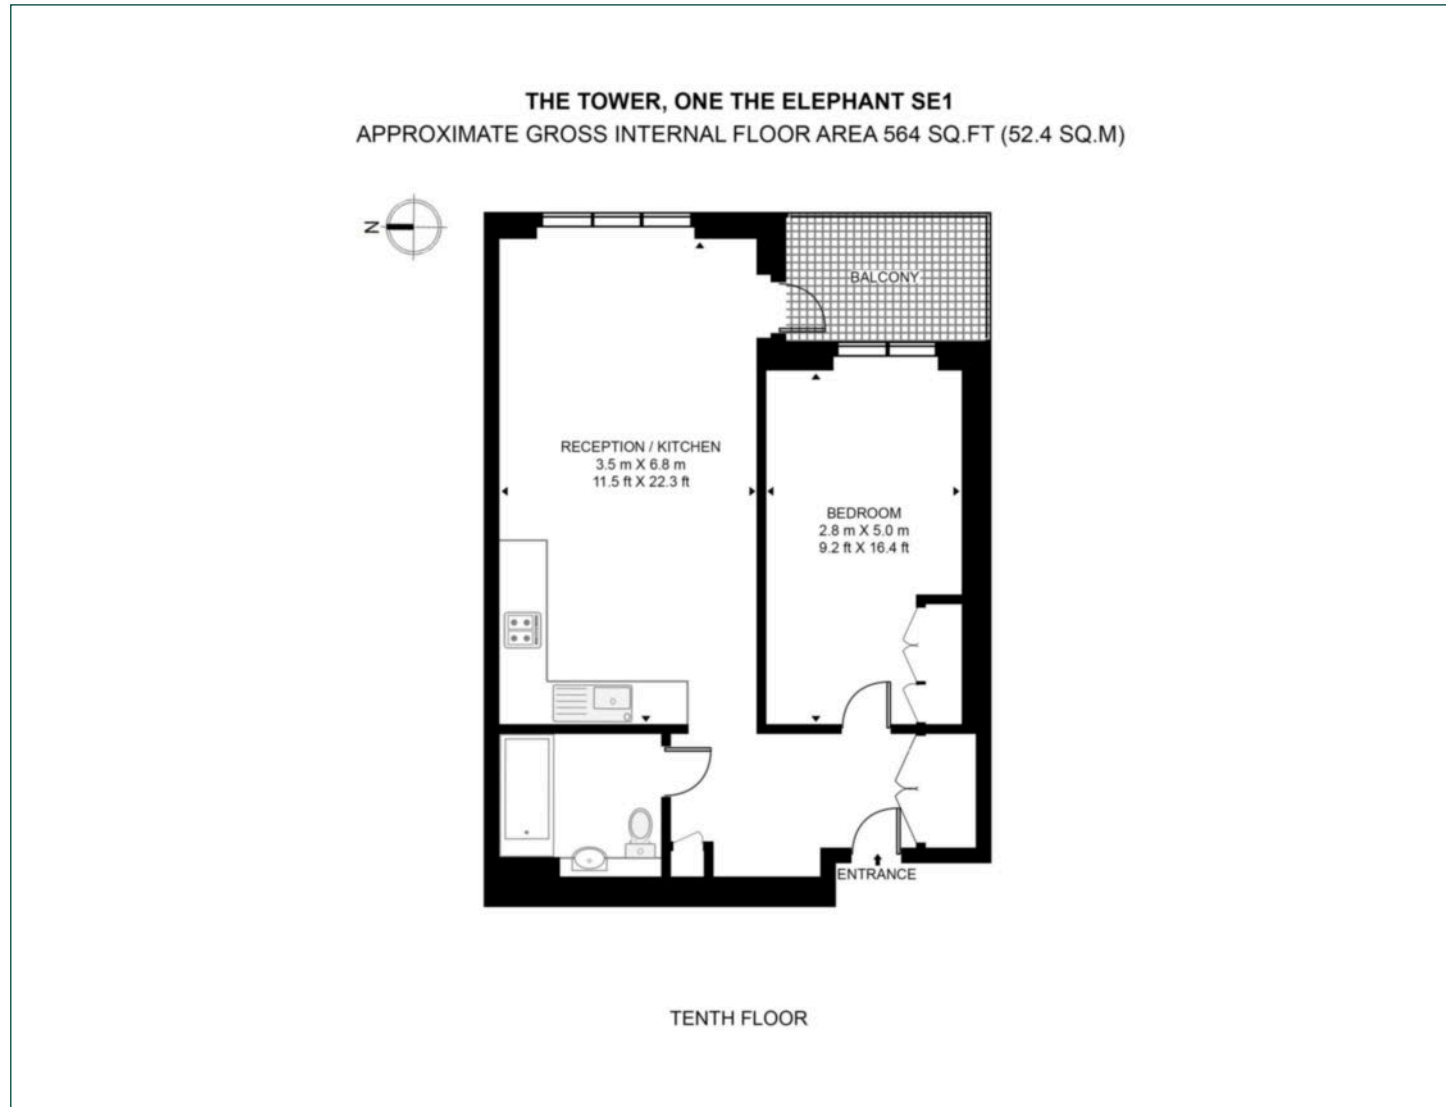 THE TOWER, ONE THE ELEPHANT SE1
APPROXIMATE GROSS INTERNAL FLOOR AREA 564 SQ.FT (52.4 SQ.M)
N
BALCONY
RECEPTION / KITCHEN
3.5 m X 6.8 m
11.5 ft X 22.3 ft
BEDROOM
2.8 m X 5.0 m
9.2 ft X 16.4 ft
ENTRANCE
TENTH FLOOR